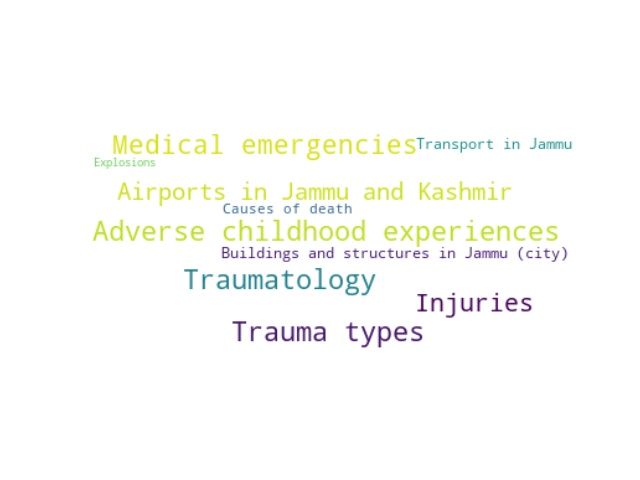 Medical emergencies
Transport in Jammu
Explosions
Airports in Jammu and Kashmir
Causes of death
Adverse childhood experiences
Buildings and structures in Jammu (city)
Traumatology
Injuries
Trauma types